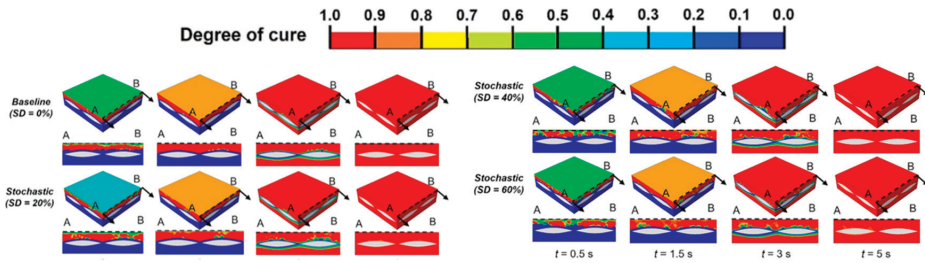 1.0 0.9 0.8 0.7 0.6 0.5 0.4 0.3 0.2 0.1 0.0
Degree of cure
Baseline
(SD = 0%)
B B B B
A A A A
A B A B A B A B
Stochastic
(SD = 20%)
B B B B
A A A A
A B A B A B A B
Stochastic
(SD = 40%)
B B B B
A A A A
A B A B A B A B
Stochastic
(SD = 60%)
B B B B
A A A A
A B A B A B A B
t = 0.5 s t = 1.5 s t = 3 s t = 5 s